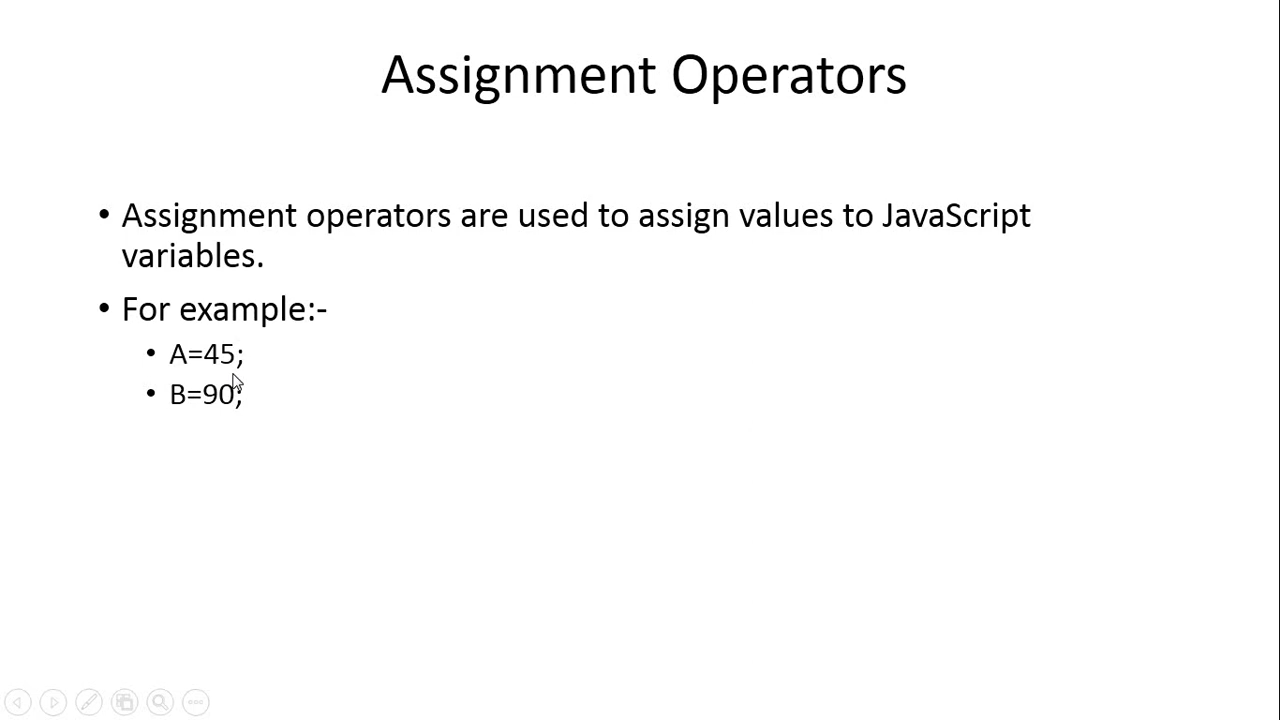 Assignment Operators
• Assignment operators are used to assign values to JavaScript
variables.
• For example:-
• A=45;
• B=90;